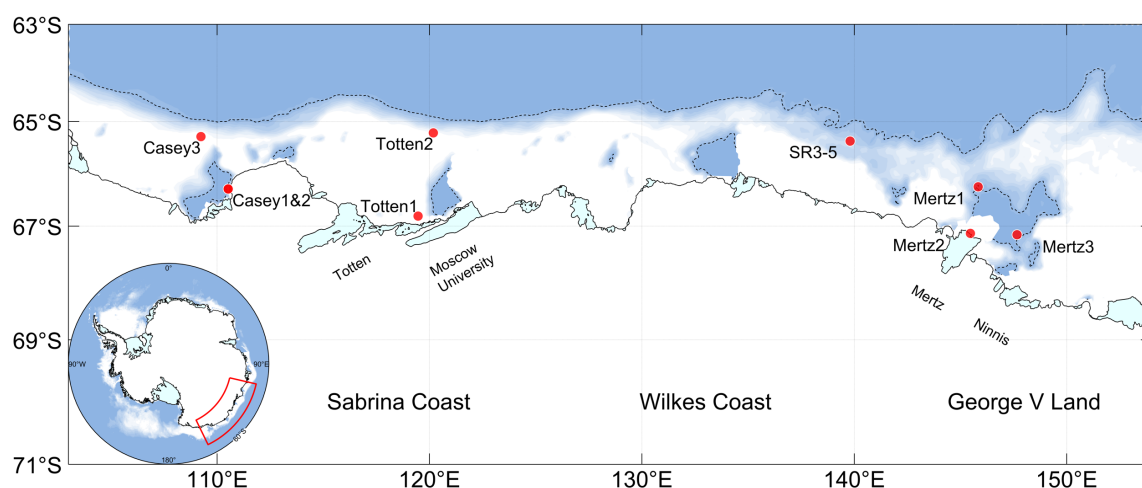 63°S
65°S
67°S
69°S
71°S
Casey3
Casey1&2
Totten2
Totten1
SR3-5
Mertz1
Mertz2
Mertz3
Totten
Moscow
University
Mertz
Ninnis
0°
90°W
90°E
60°S
180°
Sabrina Coast
Wilkes Coast
George V Land
110°E
120°E
130°E
140°E
150°E